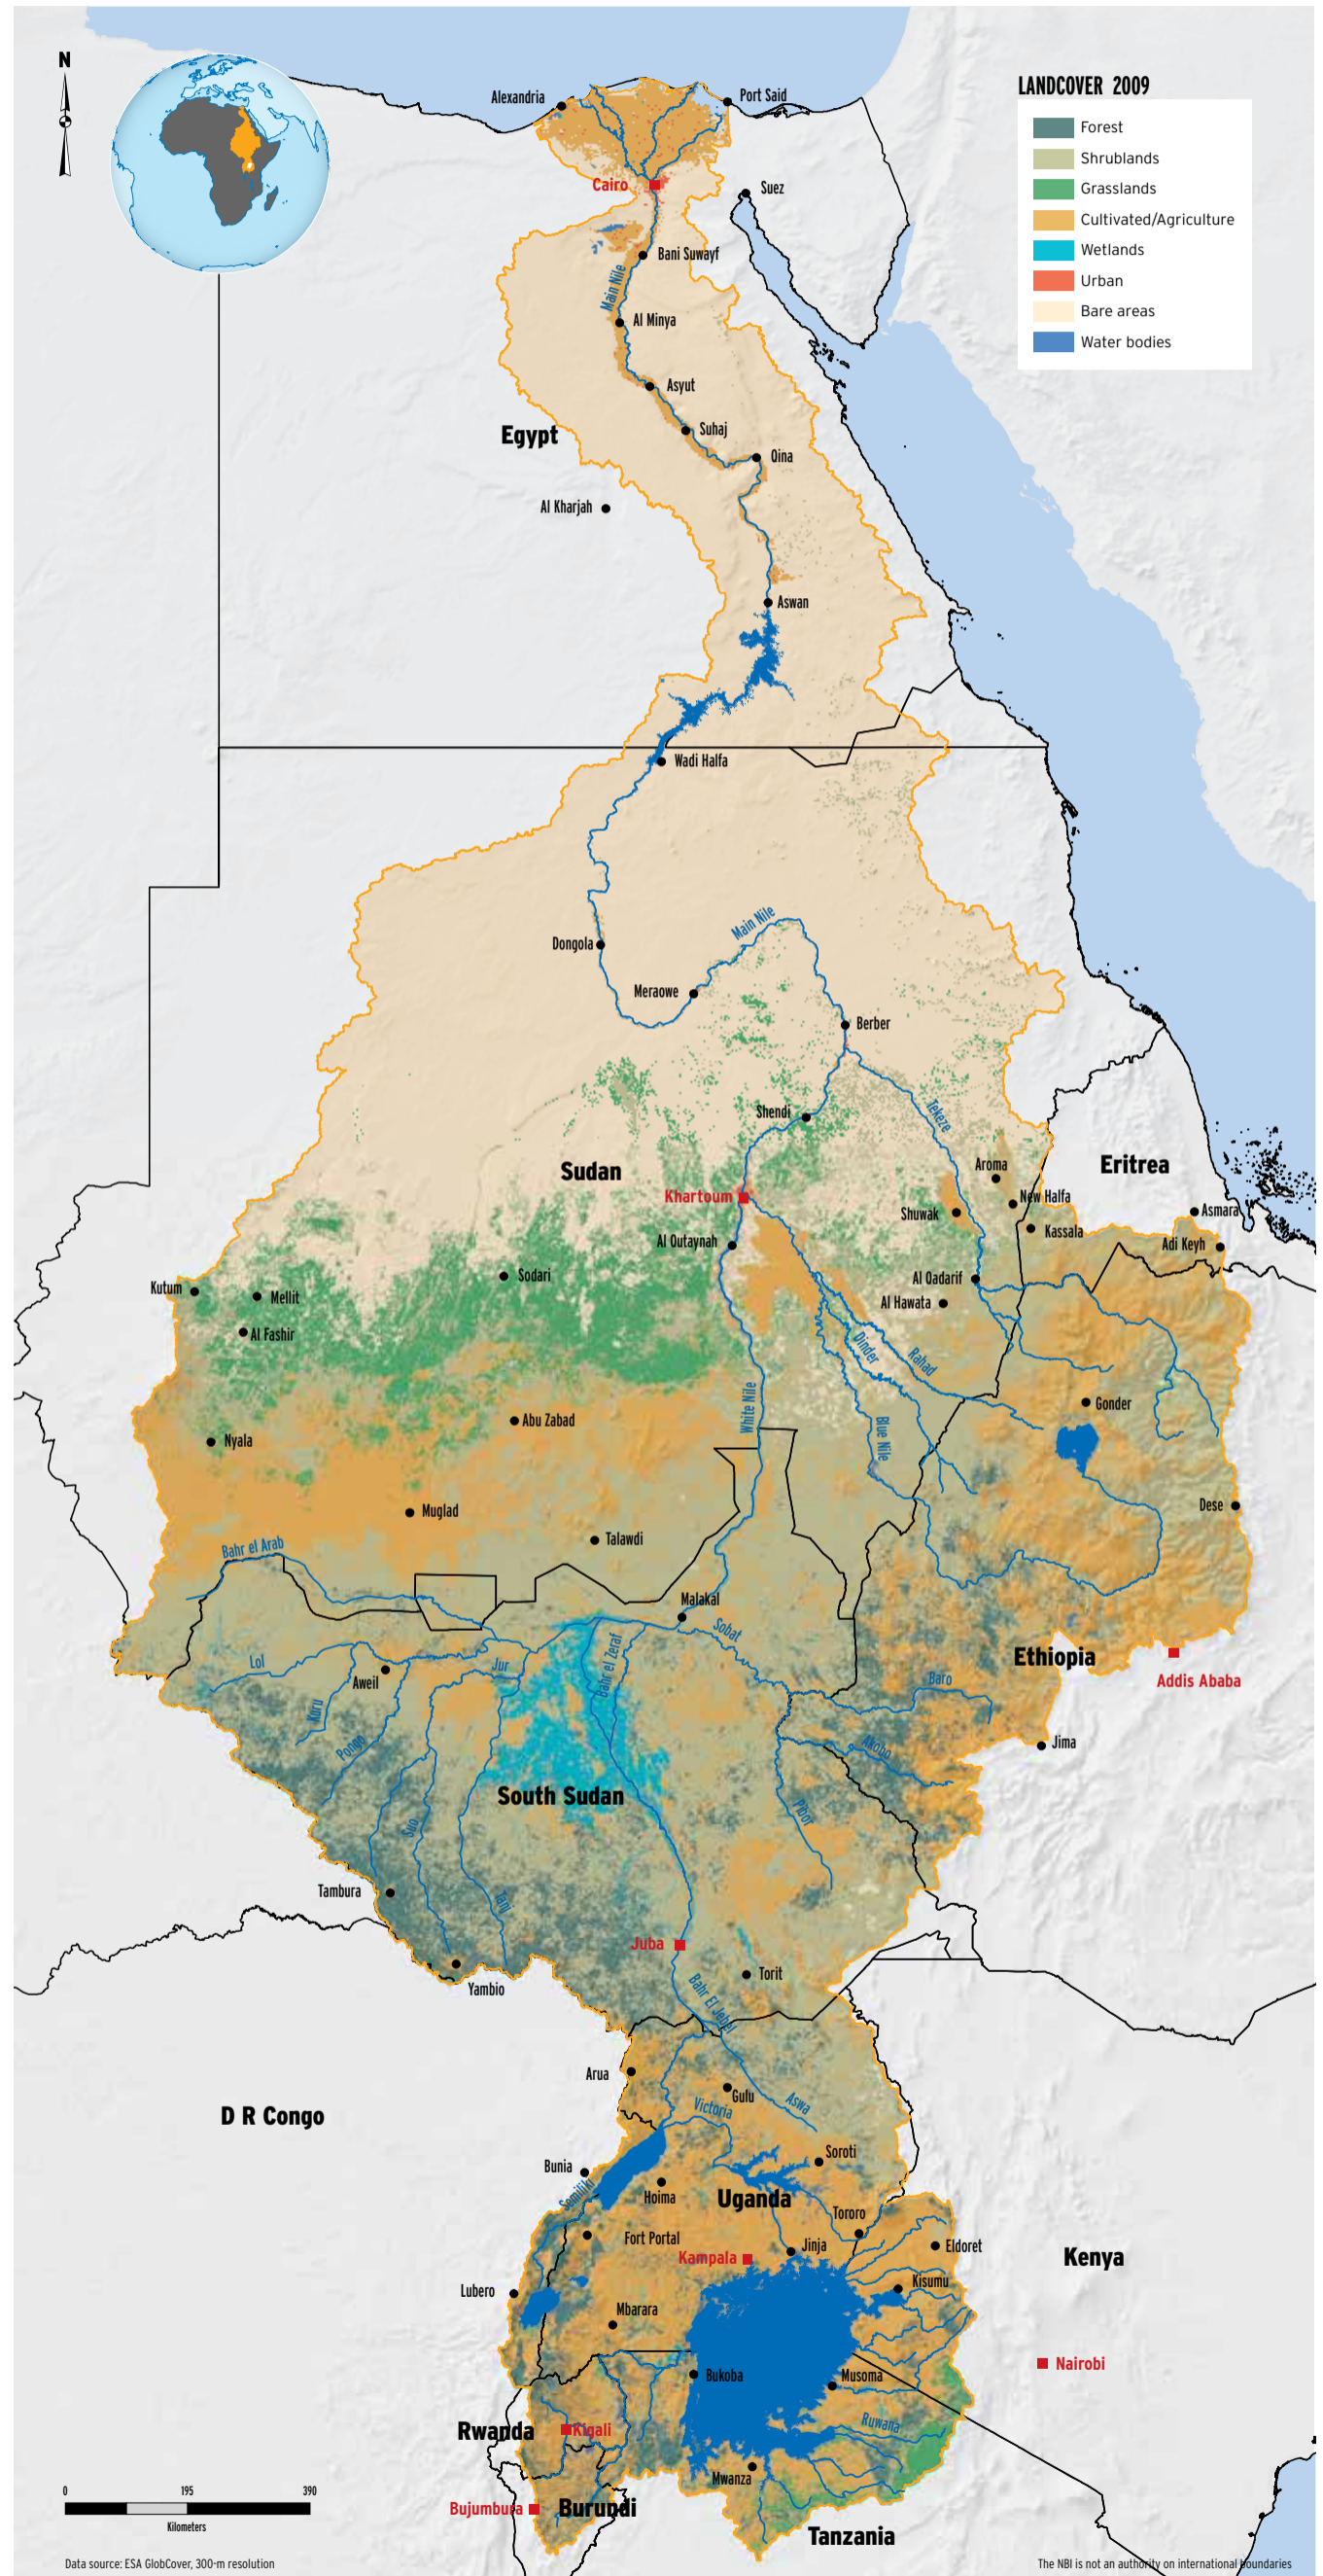 N
LANDCOVER 2009
Forest
Shrublands
Grasslands
Cultivated/Agriculture
Wetlands
Urban
Bare areas
Water bodies
Alexandria
Port Said
Cairo
Suez
Bani Suwayf
Main Nile
Al Minya
Asyut
Suhaj
Egypt
Qina
Al Kharjah
Aswan
Wadi Halfa
Main Nile
Dongola
Meraowe
Berber
Shendi
Tekeze
Sudan
Aroma
Eritrea
Khartoum
New Halfa
Shuwak
Asmara
Kassala
Al Qutaynah
Adi Keyh
Sodari
Al Qadarif
Kutum
Mellit
Al Hawata
Al Fashir
Dinder
Rahad
White Nile
Gonder
Abu Zabad
Nyala
Blue Nile
Dese
Muglad
Talawdi
Bahr el Arab
Malakal
Sobat
Bahr el Zeraf
Ethiopia
Lol
Jur
Aweil
Addis Ababa
Baro
Kuru
Pongo
Akobo
Jima
South Sudan
Pibor
Suo
Tambura
Tanj
Juba
Torit
Yambio
Bahr El Jebel
Arua
Gulu
Aswa
Victoria
D R Congo
Soroti
Bunia
Semiliki
Hoima
Uganda
Tororo
Fort Portal
Jinja
Eldoret
Kampala
Kenya
Lubero
Kisumu
Mbarara
Nairobi
Bukoba
Musoma
Rwanda
Kigali
Ruwana
Mwanza
Bujumbura
Burundi
Tanzania
0 195 390
Kilometers
Data source: ESA GlobCover, 300-m resolution
The NBI is not an authority on international boundaries